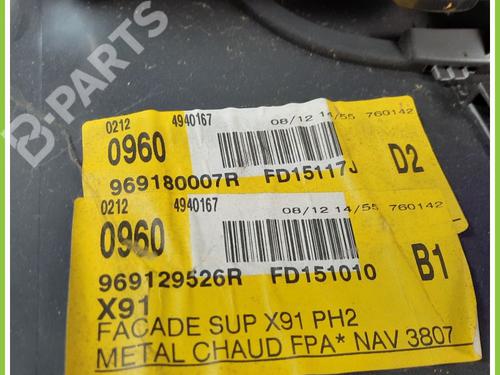 B-PARTS
0212 4940167 08/12 14/55 760142
0960
969180007R FD15117J D2
0212 4940167 08/12 14/55 760142
0960
969129526R FD151010 B1
X91
FACADE SUP X91 PH2
METAL CHAUD FPA* NAV 3807